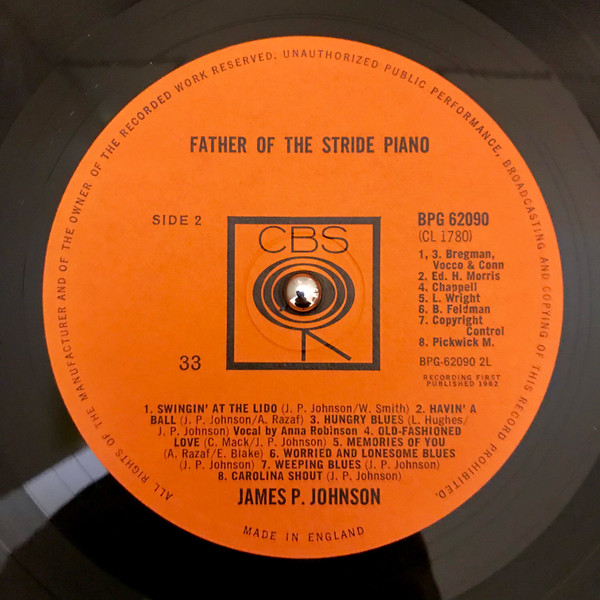 ALL RIGHTS OF THE MANUFACTURER AND OF THE OWNER OF THE RECORDED WORK RESERVED. UNAUTHORIZED PUBLIC PERFORMANCE, BROADCASTING AND COPYING OF THIS RECORD PROHIBITED.
FATHER OF THE STRIDE PIANO
SIDE 2
CBS
33
BPG 62090
(CL 1780)
1, 3. Bregman,
Vocco & Conn
2. Ed. H. Morris
4. Chappell
5. L. Wright
6. B. Feldman
7. Copyright
Control
8. Pickwick M.
BPG-62090 2L
RECORDING FIRST
PUBLISHED 1962
1. SWINGIN' AT THE LIDO (J. P. Johnson/W. Smith) 2. HAVIN' A
BALL (J. P. Johnson/A. Razaf) 3. HUNGRY BLUES (L. Hughes/
J. P. Johnson) Vocal by Anna Robinson 4. OLD-FASHIONED
LOVE (C. Mack/J. P. Johnson) 5. MEMORIES OF YOU
(A. Razaf/E. Blake) 6. WORRIED AND LONESOME BLUES
(J. P. Johnson) 7. WEEPING BLUES (J. P. Johnson)
8. CAROLINA SHOUT (J. P. Johnson)
JAMES P. JOHNSON
MADE IN ENGLAND